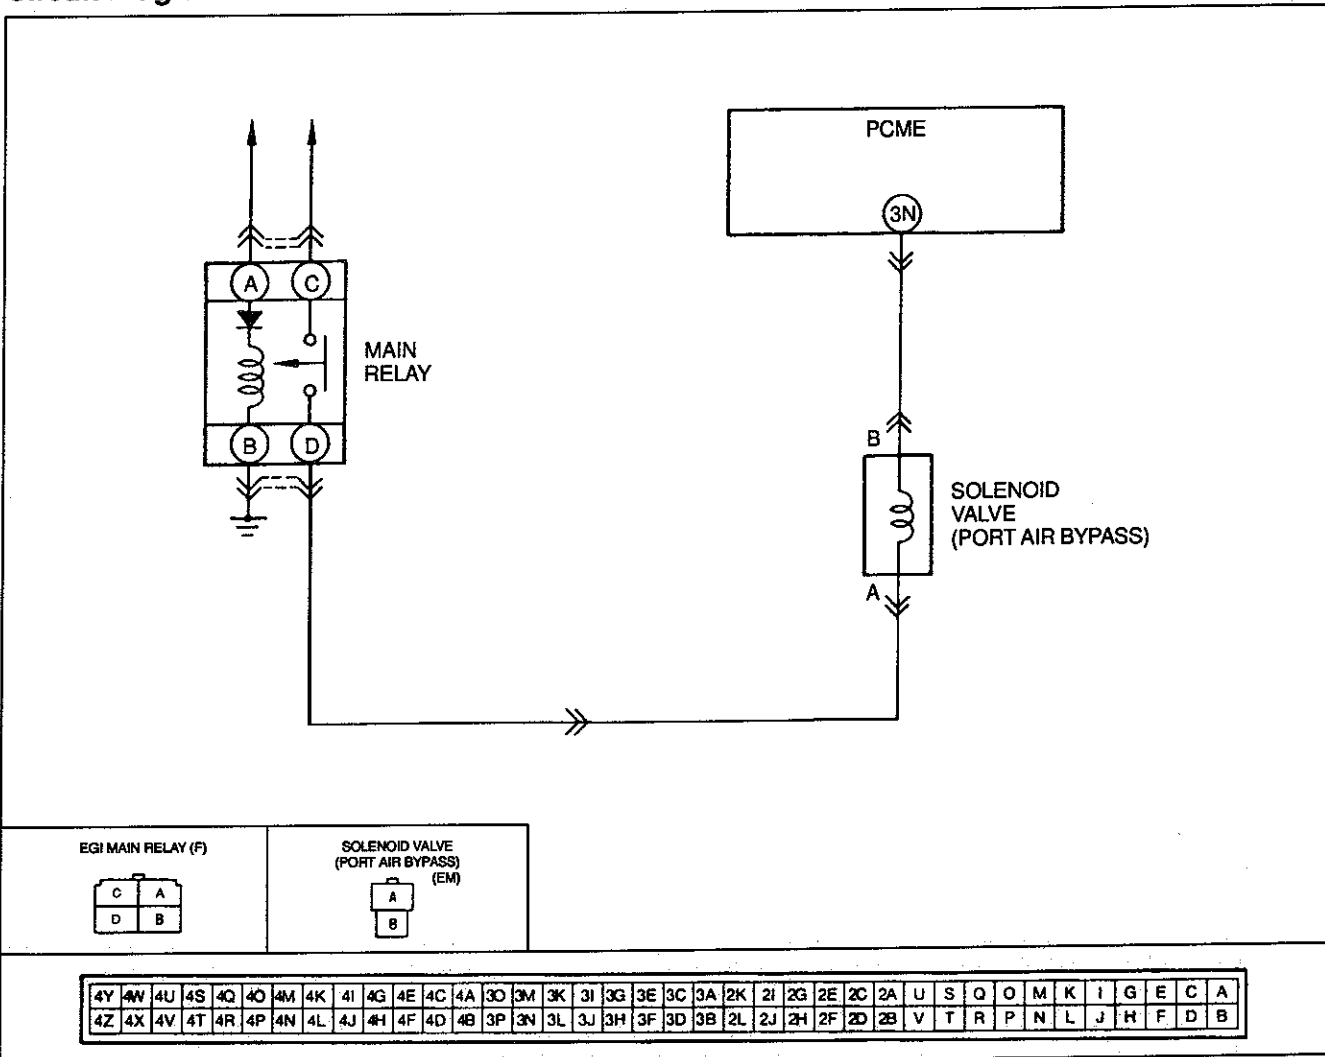 PCME
3N
A C
MAIN
RELAY
B D
B
SOLENOID
VALVE
(PORT AIR BYPASS)
A
EGI MAIN RELAY (F)
C A
D B
SOLENOID VALVE
(PORT AIR BYPASS)
(EM)
A
B
4Y 4W 4U 4S 4Q 4O 4M 4K 4I 4G 4E 4C 4A 3O 3M 3K 3I 3G 3E 3C 3A 2K 2I 2G 2E 2C 2A U S Q O M K I G E C A
4Z 4X 4V 4T 4R 4P 4N 4L 4J 4H 4F 4D 4B 3P 3N 3L 3J 3H 3F 3D 3B 2L 2J 2H 2F 2D 2B V T R P N L J H F D B